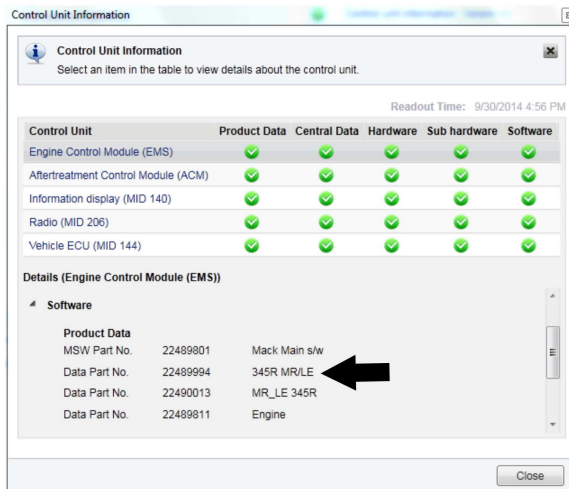 Control Unit Information
Control Unit Information
Select an item in the table to view details about the control unit.
Readout Time: 9/30/2014 4:56 PM
Control Unit Product Data Central Data Hardware Sub hardware Software
Engine Control Module (EMS)
Aftertreatment Control Module (ACM)
Information display (MID 140)
Radio (MID 206)
Vehicle ECU (MID 144)
Details (Engine Control Module (EMS))
Software
Product Data
MSW Part No. 22489801 Mack Main s/w
Data Part No. 22489994 345R MR/LE
Data Part No. 22490013 MR_LE 345R
Data Part No. 22489811 Engine
Close